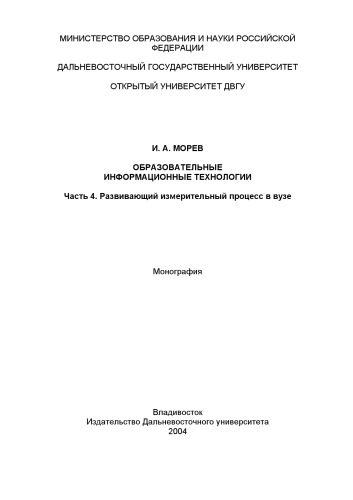 МИНИСТЕРСТВО ОБРАЗОВАНИЯ И НАУКИ РОССИЙСКОЙ
ФЕДЕРАЦИИ
ДАЛЬНЕВОСТОЧНЫЙ ГОСУДАРСТВЕННЫЙ УНИВЕРСИТЕТ
ОТКРЫТЫЙ УНИВЕРСИТЕТ ДВГУ
И. А. МОРЕВ
ОБРАЗОВАТЕЛЬНЫЕ
ИНФОРМАЦИОННЫЕ ТЕХНОЛОГИИ
Часть 4. Развивающий измерительный процесс в вузе
Монография
Владивосток
Издательство Дальневосточного университета
2004